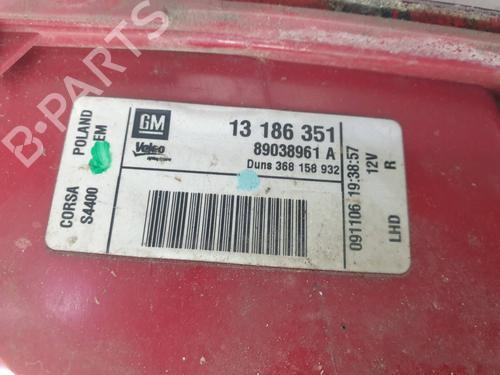 GM
Valeo
13 186 351
89038961 A
Duns 368 158 932
CORSA POLAND
S4400 EM
091106 19:38:57
12V
LHD R
B-PARTS